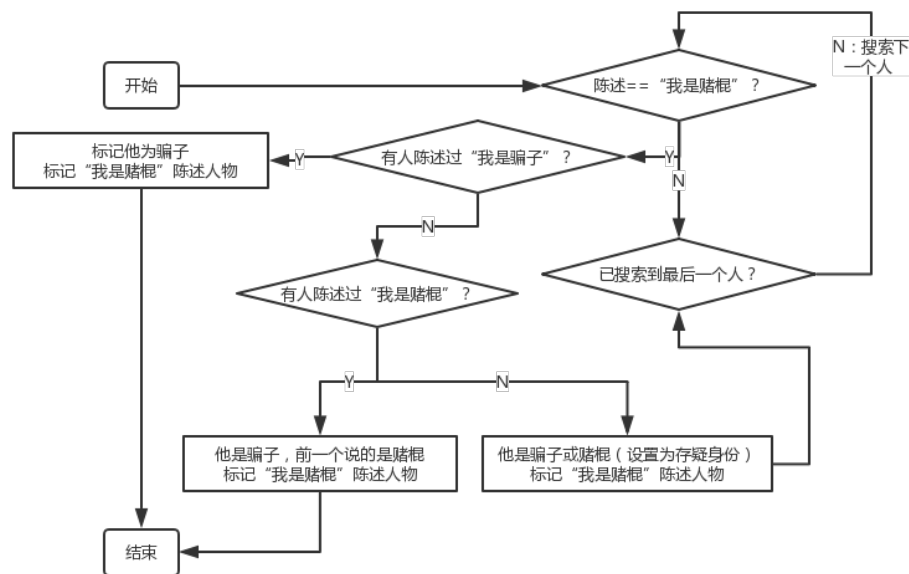 N：搜索下
一个人
开始
陈述==“我是赌棍”？
标记他为骗子
标记“我是赌棍”陈述人物
Y
有人陈述过“我是骗子”？
Y
N
N
有人陈述过“我是赌棍”？
已搜索到最后一个人？
Y
N
他是骗子，前一个说的是赌棍
标记“我是赌棍”陈述人物
他是骗子或赌棍（设置为存疑身份）
标记“我是赌棍”陈述人物
结束